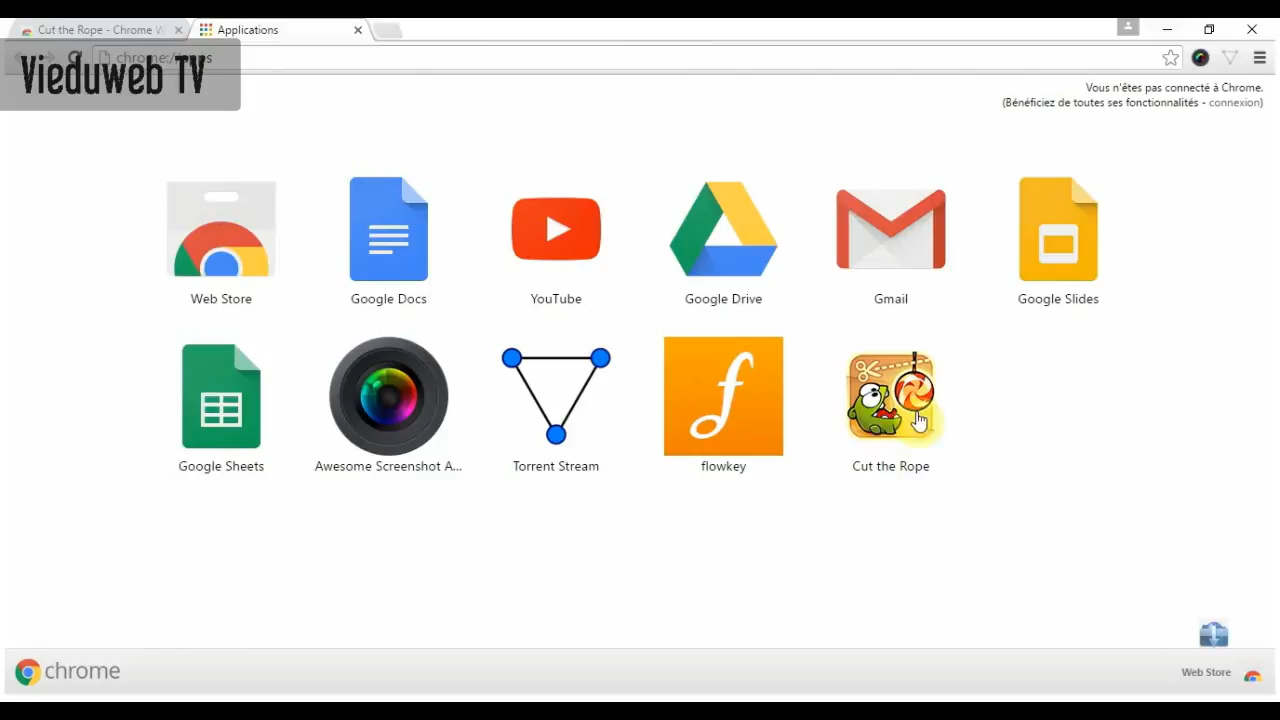 Cut the Rope - Chrome W
Applications
chrome://apps
Vieduweb TV
Vous n'êtes pas connecté à Chrome.
(Bénéficiez de toutes ses fonctionnalités - connexion)
Web Store
Google Docs
YouTube
Google Drive
Gmail
Google Slides
Google Sheets
Awesome Screenshot A...
Torrent Stream
flowkey
Cut the Rope
chrome
Web Store